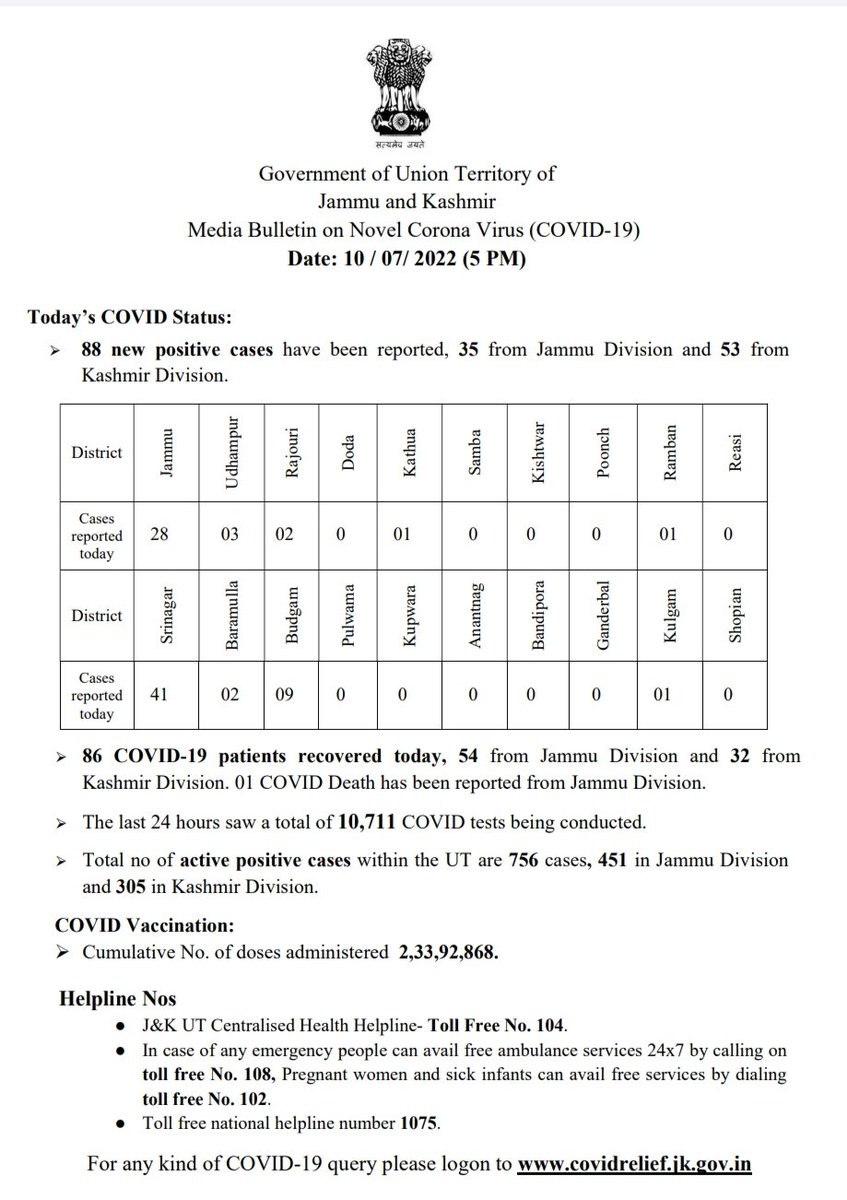 सत्यमेव जयते
Government of Union Territory of
Jammu and Kashmir
Media Bulletin on Novel Corona Virus (COVID-19)
Date: 10 / 07/ 2022 (5 PM)
Today’s COVID Status:
➢ 88 new positive cases have been reported, 35 from Jammu Division and 53 from
Kashmir Division.
District Jammu Udhampur Rajouri Doda Kathua Samba Kishtwar Poonch Ramban Reasi
Cases
reported
today 28 03 02 0 01 0 0 0 01 0
District Srinagar Baramulla Budgam Pulwama Kupwara Anantnag Bandipora Ganderbal Kulgam Shopian
Cases
reported
today 41 02 09 0 0 0 0 0 01 0
➢ 86 COVID-19 patients recovered today, 54 from Jammu Division and 32 from
Kashmir Division. 01 COVID Death has been reported from Jammu Division.
➢ The last 24 hours saw a total of 10,711 COVID tests being conducted.
➢ Total no of active positive cases within the UT are 756 cases, 451 in Jammu Division
and 305 in Kashmir Division.
COVID Vaccination:
➢ Cumulative No. of doses administered 2,33,92,868.
Helpline Nos
● J&K UT Centralised Health Helpline- Toll Free No. 104.
● In case of any emergency people can avail free ambulance services 24x7 by calling on
toll free No. 108, Pregnant women and sick infants can avail free services by dialing
toll free No. 102.
● Toll free national helpline number 1075.
For any kind of COVID-19 query please logon to www.covidrelief.jk.gov.in